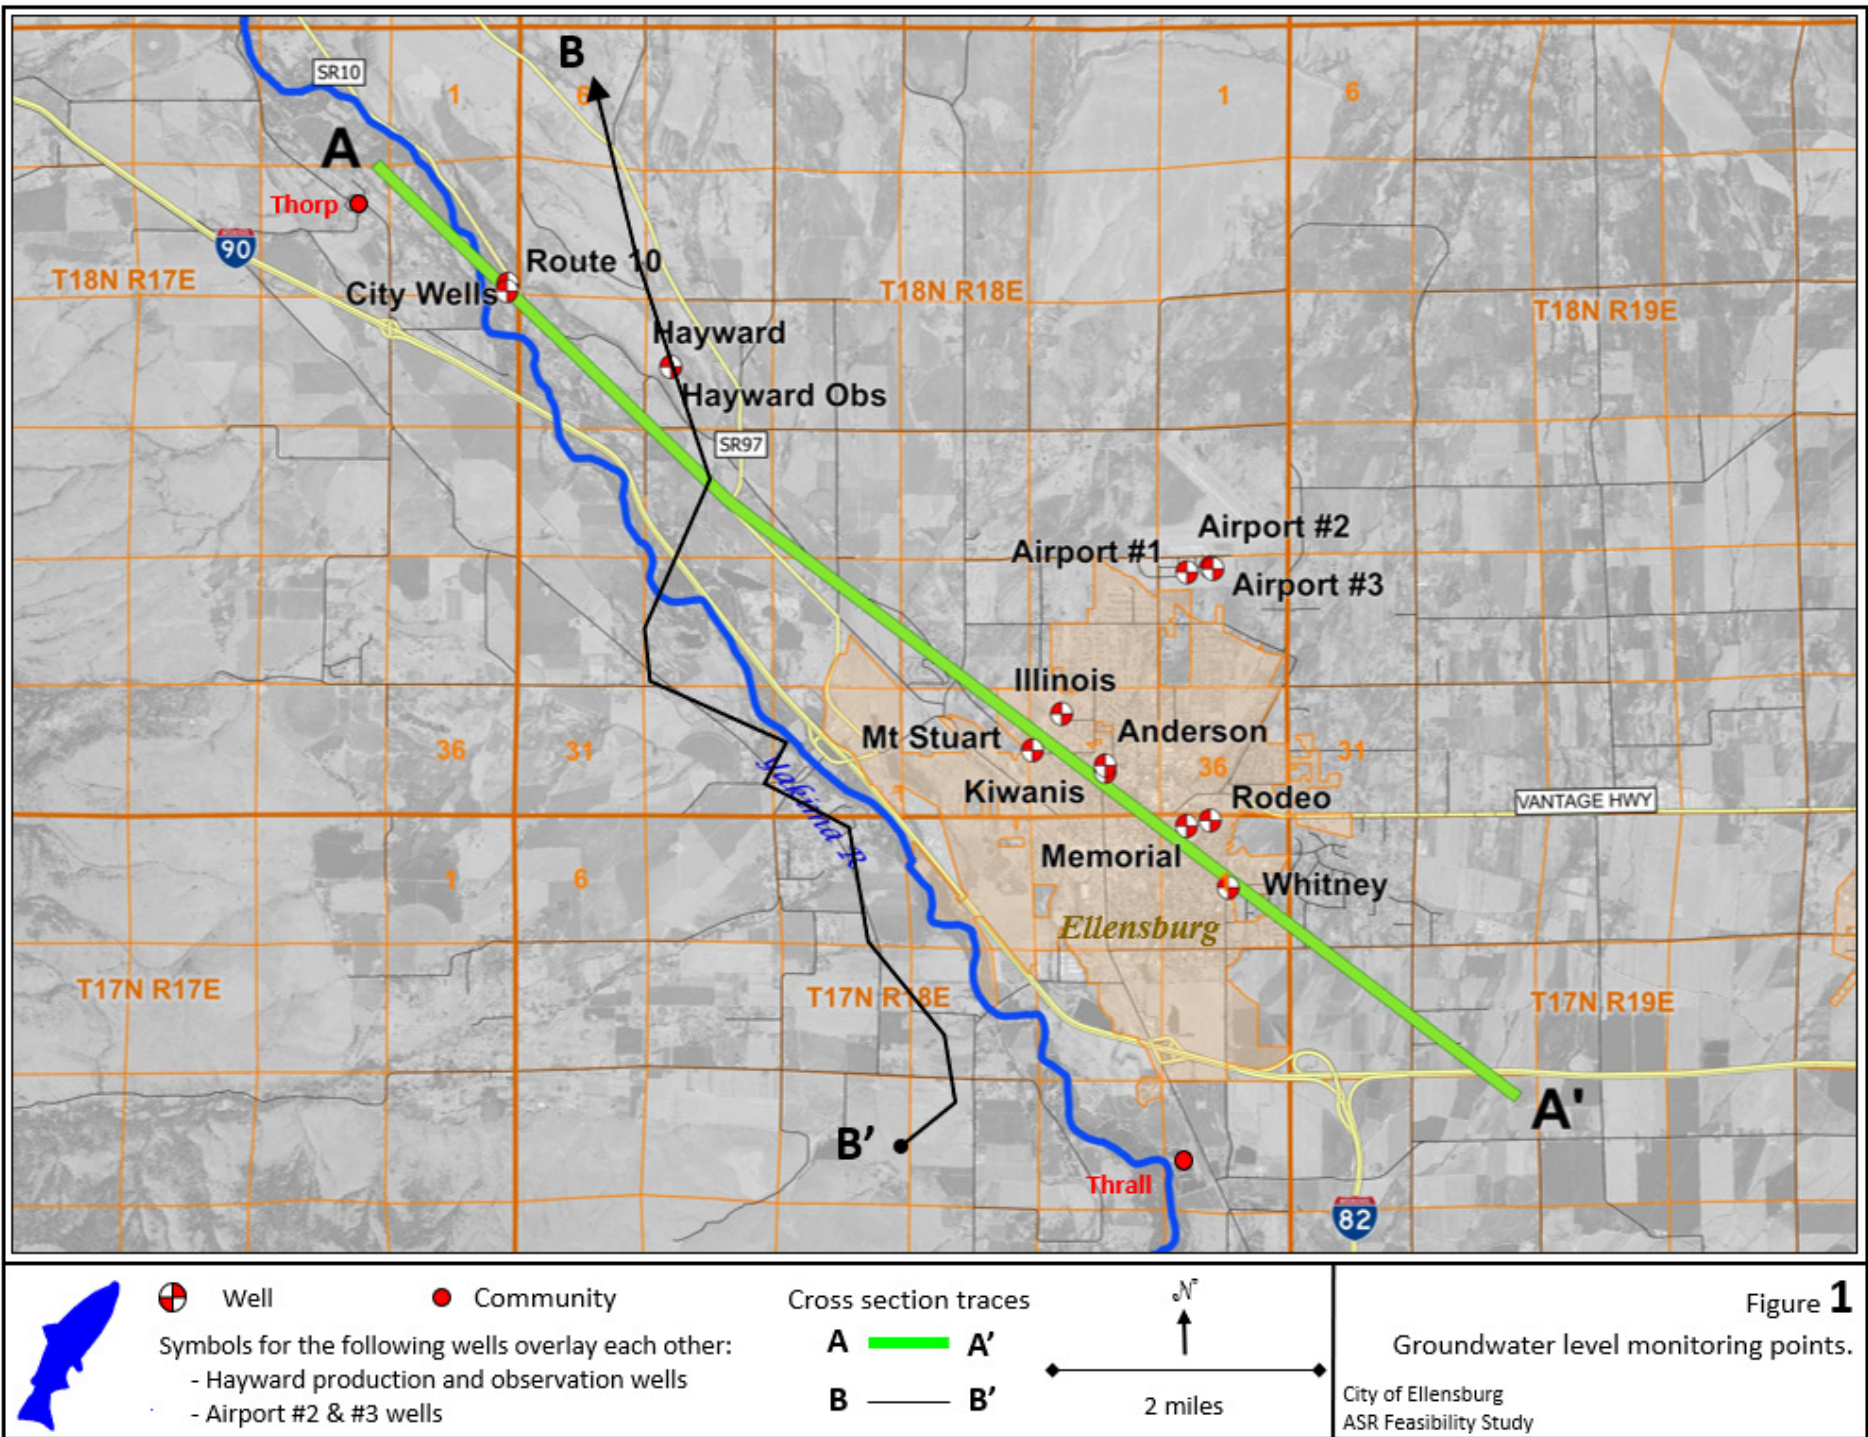 B
SR10
1
6
1
6
A
Thorp
90
Route 10
T18N R17E
City Wells
T18N R18E
T18N R19E
Hayward
Hayward Obs
SR97
Airport #2
Airport #1
Airport #3
Illinois
Anderson
Mt Stuart
36
31
36
31
Kiwanis
Rodeo
VANTAGE HWY
Yakima R
Memorial
1
6
Whitney
Ellensburg
T17N R17E
T17N R18E
T17N R19E
A'
B’
Thrall
82
Well
Community
Symbols for the following wells overlay each other:
- Hayward production and observation wells
- Airport #2 & #3 wells
Cross section traces
A A’
B B’
N
2 miles
Figure 1
Groundwater level monitoring points.
City of Ellensburg
ASR Feasibility Study